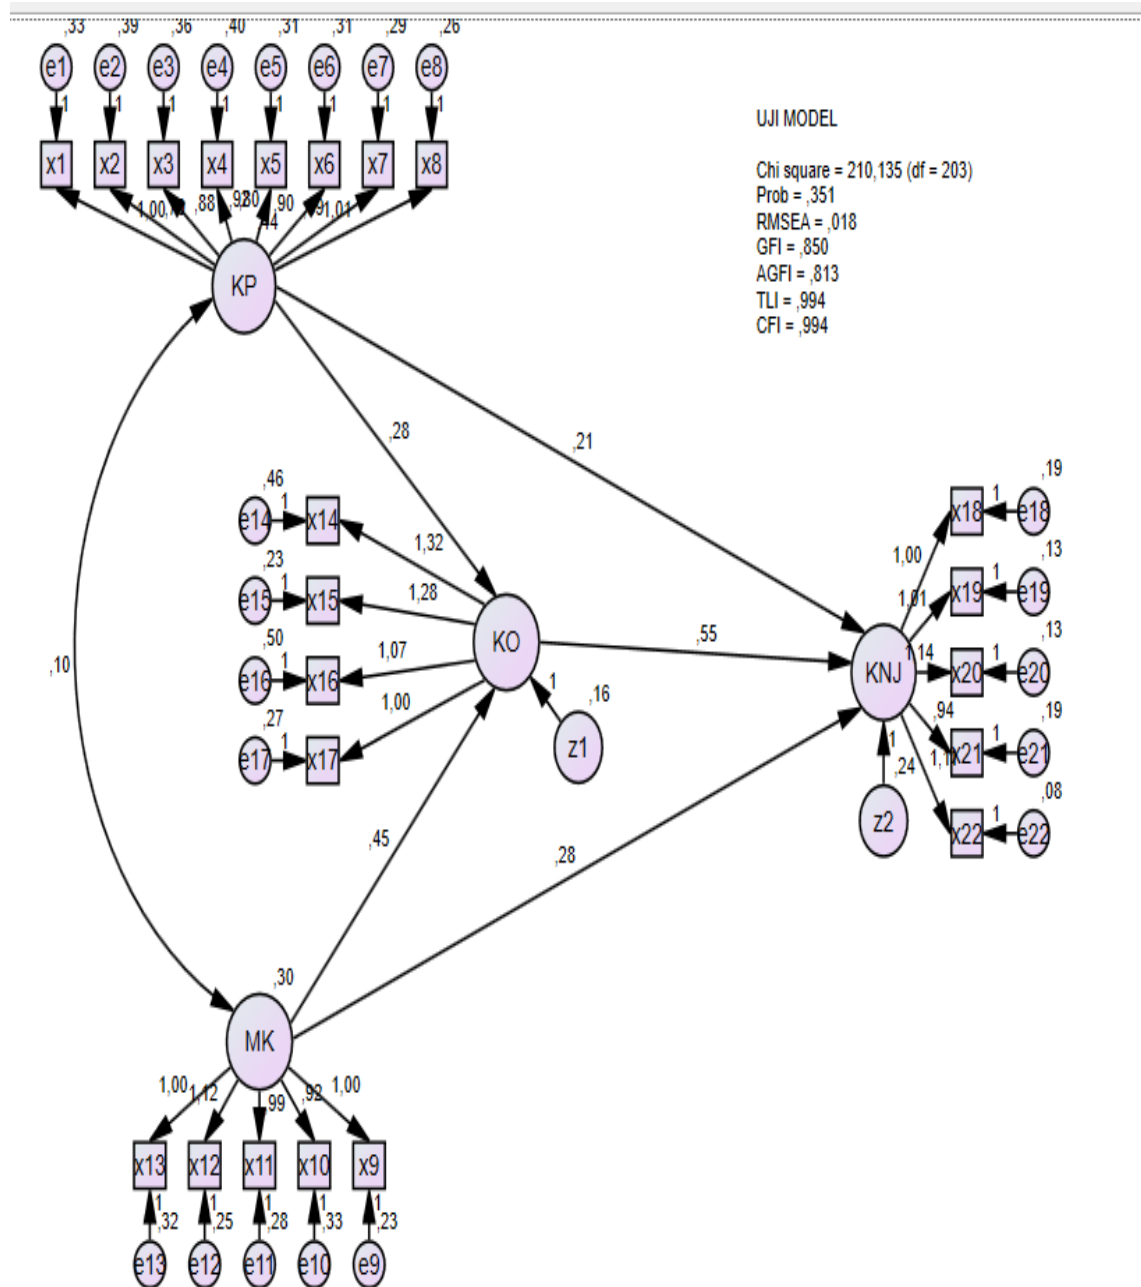 ,33 ,39 ,36 ,40 ,31 ,31 ,29 ,26
e1 e2 e3 e4 e5 e6 e7 e8
1 1 1 1 1 1 1 1
x1 x2 x3 x4 x5 x6 x7 x8
1,00 ,88 ,90 1,01
,44
KP
UJI MODEL
Chi square = 210,135 (df = 203)
Prob = ,351
RMSEA = ,018
GFI = ,850
AGFI = ,813
TLI = ,994
CFI = ,994
,28
,21
,10
,46
e14 1 x14 1,32
,23
e15 1 x15 1,28
,50
e16 1 x16 1,07
,27
e17 1 x17 1,00
KO
,55
1 ,16
z1
,19
1,00 x18 1 e18
,13
1,01 x19 1 e19
,13
KNJ 1,14 x20 1 e20
,19
,94 x21 1 e21
,08
x22 1 e22
1 ,24
z2
,45
,28
,30
MK
1,00 1,12 ,99 ,92 1,00
x13 x12 x11 x10 x9
1 1 1 1 1
,32 ,25 ,28 ,33 ,23
e13 e12 e11 e10 e9